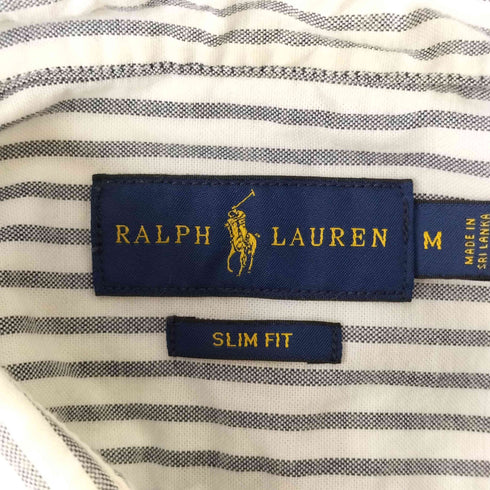 RALPH LAUREN
M
MADE IN
SRI LANKA
SLIM FIT